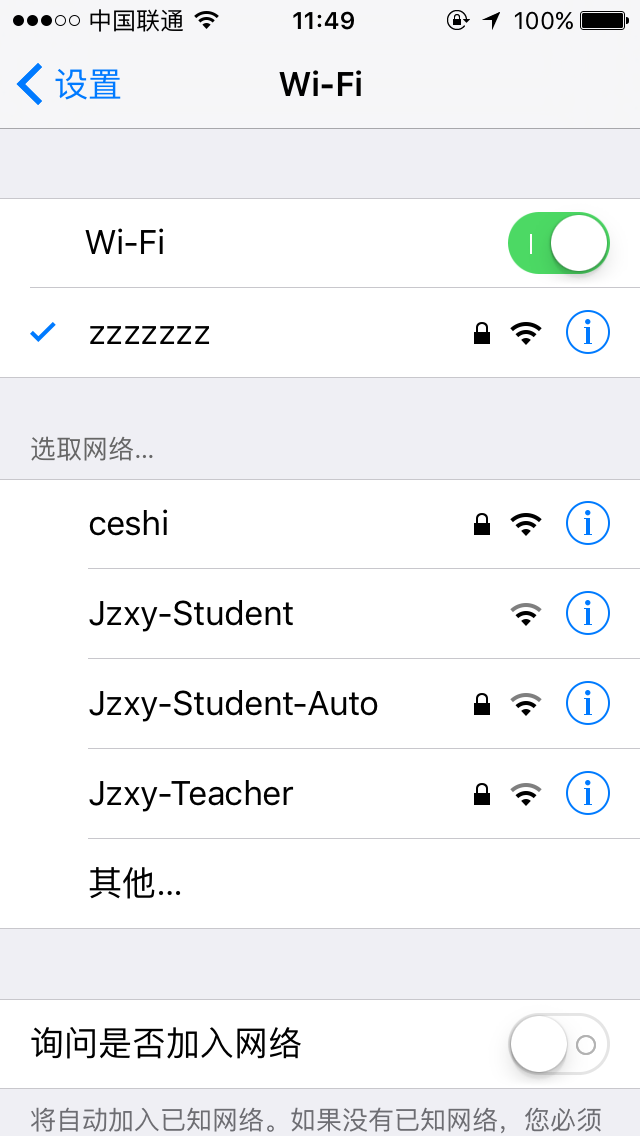 中国联通 11:49 100%
设置 Wi-Fi
Wi-Fi
zzzzzzz
选取网络...
ceshi
Jzxy-Student
Jzxy-Student-Auto
Jzxy-Teacher
其他...
询问是否加入网络
将自动加入已知网络。如果没有已知网络，您必须